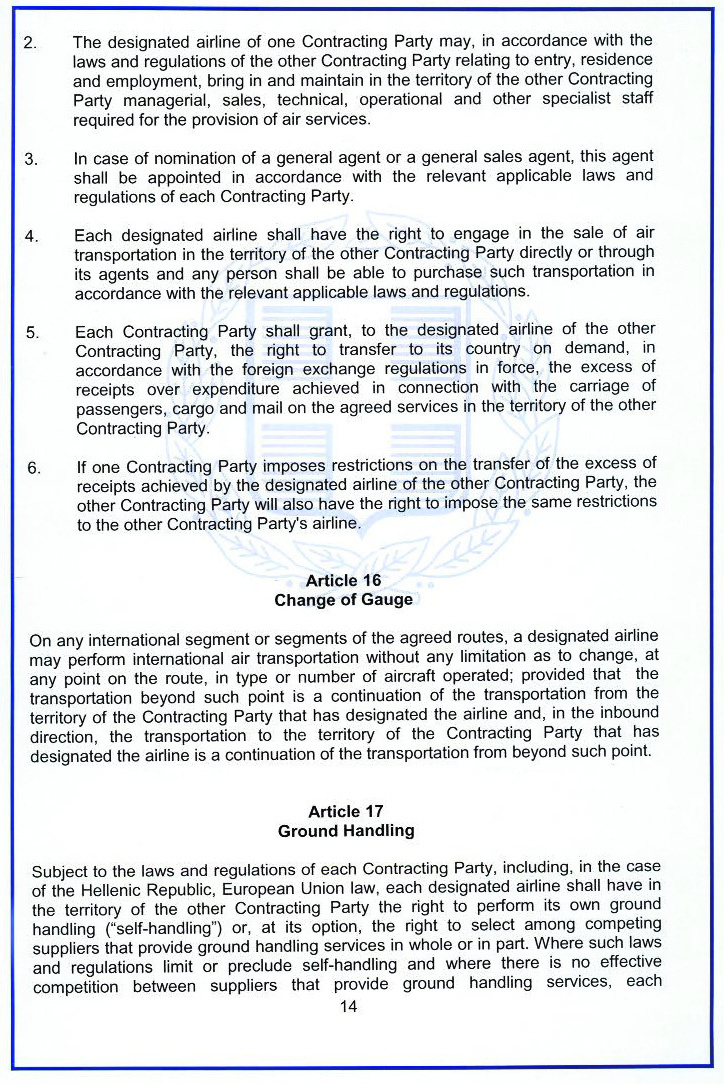 2. The designated airline of one Contracting Party may, in accordance with the
laws and regulations of the other Contracting Party relating to entry, residence
and employment, bring in and maintain in the territory of the other Contracting
Party managerial, sales, technical, operational and other specialist staff
required for the provision of air services.
3. In case of nomination of a general agent or a general sales agent, this agent
shall be appointed in accordance with the relevant applicable laws and
regulations of each Contracting Party.
4. Each designated airline shall have the right to engage in the sale of air
transportation in the territory of the other Contracting Party directly or through
its agents and any person shall be able to purchase such transportation in
accordance with the relevant applicable laws and regulations.
5. Each Contracting Party shall grant, to the designated airline of the other
Contracting Party, the right to transfer to its country on demand, in
accordance with the foreign exchange regulations in force, the excess of
receipts over expenditure achieved in connection with the carriage of
passengers, cargo and mail on the agreed services in the territory of the other
Contracting Party.
6. If one Contracting Party imposes restrictions on the transfer of the excess of
receipts achieved by the designated airline of the other Contracting Party, the
other Contracting Party will also have the right to impose the same restrictions
to the other Contracting Party's airline.
Article 16
Change of Gauge
On any international segment or segments of the agreed routes, a designated airline
may perform international air transportation without any limitation as to change, at
any point on the route, in type or number of aircraft operated; provided that the
transportation beyond such point is a continuation of the transportation from the
territory of the Contracting Party that has designated the airline and, in the inbound
direction, the transportation to the territory of the Contracting Party that has
designated the airline is a continuation of the transportation from beyond such point.
Article 17
Ground Handling
Subject to the laws and regulations of each Contracting Party, including, in the case
of the Hellenic Republic, European Union law, each designated airline shall have in
the territory of the other Contracting Party the right to perform its own ground
handling (“self-handling”) or, at its option, the right to select among competing
suppliers that provide ground handling services in whole or in part. Where such laws
and regulations limit or preclude self-handling and where there is no effective
competition between suppliers that provide ground handling services, each
14